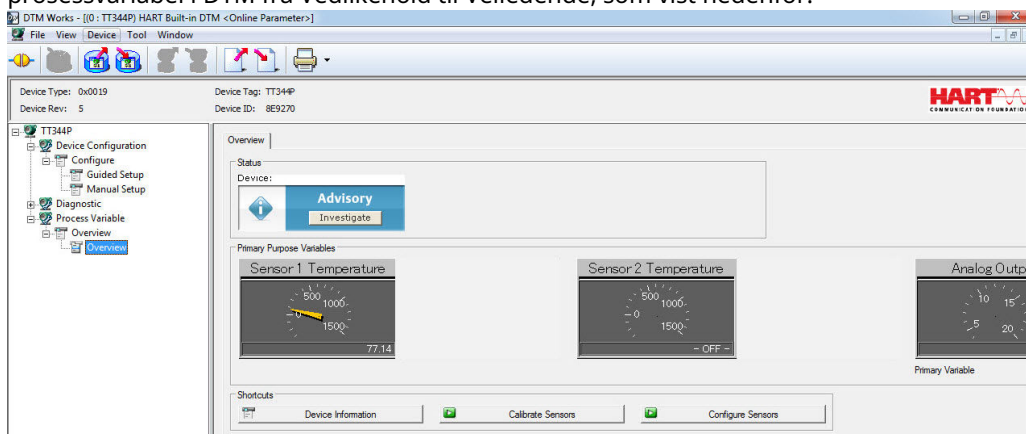 prosessvariabel i DTM fra vedlikehold til veiledende, som vist nedenfor?
DTM Works - [(0 : TT344P) HART Built-in DTM <Online Parameter>]
File View Device Tool Window
Device Type: 0x0019 Device Tag: TT344P
Device Rev: 5 Device ID: 8E9270
HART
COMMUNICATION FOUNDATIO
TT344P
Device Configuration
Configure
Guided Setup
Manual Setup
Diagnostic
Process Variable
Overview
Overview
Overview
Status
Device:
Advisory
Investigate
Primary Purpose Variables
Sensor 1 Temperature
500
1000
0
1500
77.14
Sensor 2 Temperature
500
1000
0
1500
- OFF -
Analog Outp
10 15
5 20
Primary Variable
Shortcuts
Device Information Calibrate Sensors Configure Sensors